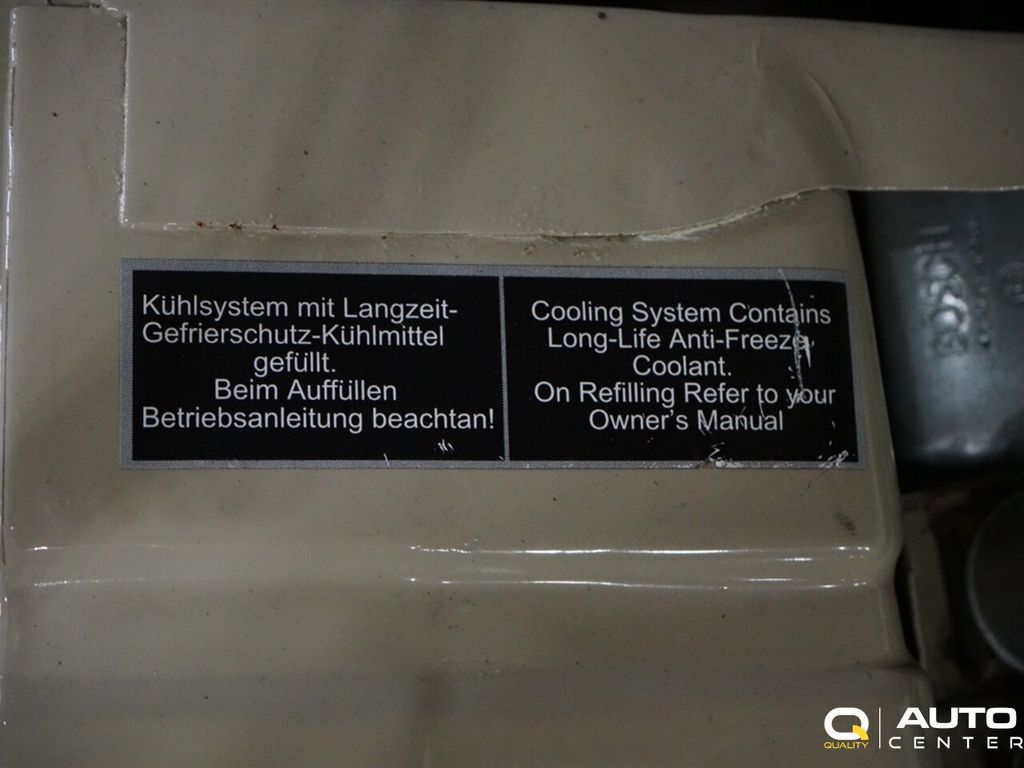 Kühlsystem mit Langzeit-
Gefrierschutz-Kühlmittel
gefüllt.
Beim Auffüllen
Betriebsanleitung beachtan!
Cooling System Contains
Long-Life Anti-Freeze
Coolant.
On Refilling Refer to your
Owner's Manual
BOSCH
Q
QUALITY
AUTO
CENTER